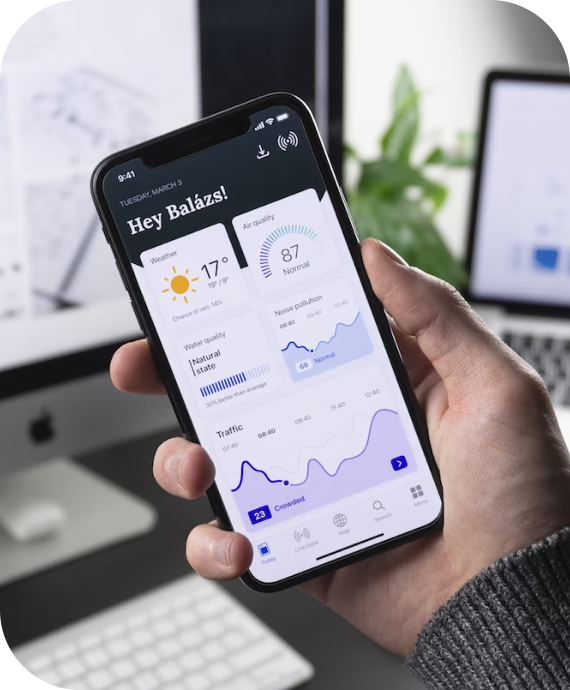 9:41
TUESDAY, MARCH 3
Hey Balázs!
Weather
17°
19° / 9°
Chance of rain: 14%
Air quality
87
Normal
Water quality
Natural
state
30% better than average
Noise pollution
08:40
09:40
10:40
68 Normal
Traffic
07:40
08:40
09:40
11:40
12:40
23 Crowded
Today
Live Data
Map
Search
Menu